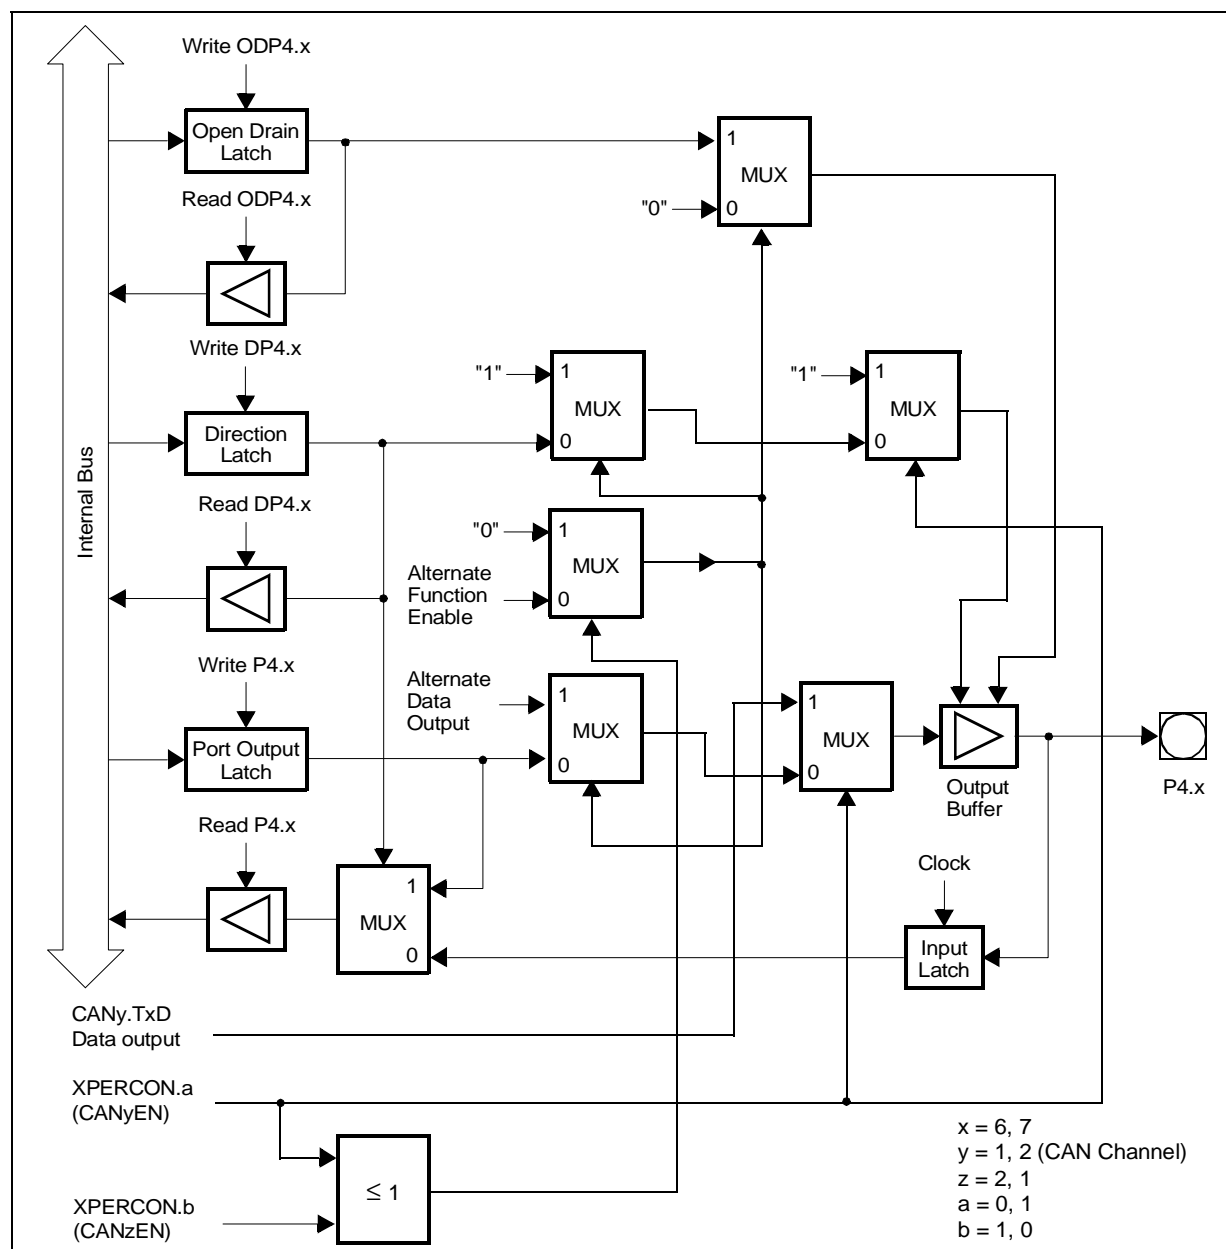 Write ODP4.x
Open Drain
Latch
1
MUX
"0"
0
Read ODP4.x
Write DP4.x
"1"
1
MUX
0
"1"
1
MUX
0
Direction
Latch
Internal Bus
Read DP4.x
"0"
1
MUX
0
Alternate
Function
Enable
Write P4.x
Alternate
Data
Output
1
MUX
0
1
MUX
0
Port Output
Latch
Output
Buffer
P4.x
Read P4.x
1
MUX
0
Clock
Input
Latch
CANy.TxD
Data output
XPERCON.a
(CANyEN)
≤ 1
XPERCON.b
(CANzEN)
x = 6, 7
y = 1, 2 (CAN Channel)
z = 2, 1
a = 0, 1
b = 1, 0